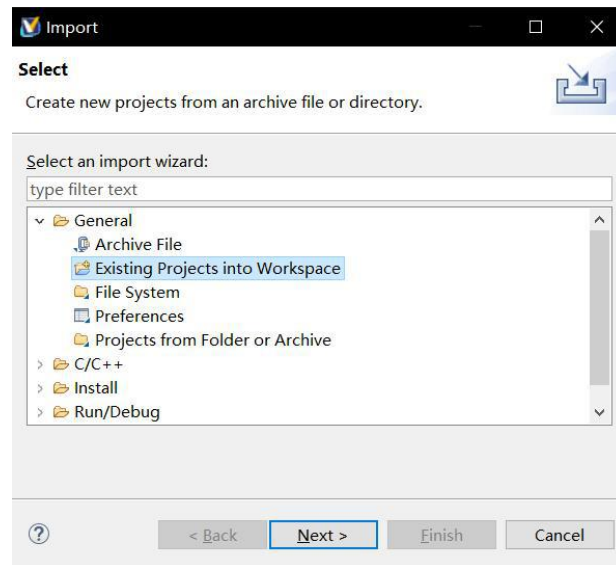 Import
Select
Create new projects from an archive file or directory.
Select an import wizard:
type filter text
General
Archive File
Existing Projects into Workspace
File System
Preferences
Projects from Folder or Archive
C/C++
Install
Run/Debug
? < Back Next > Finish Cancel